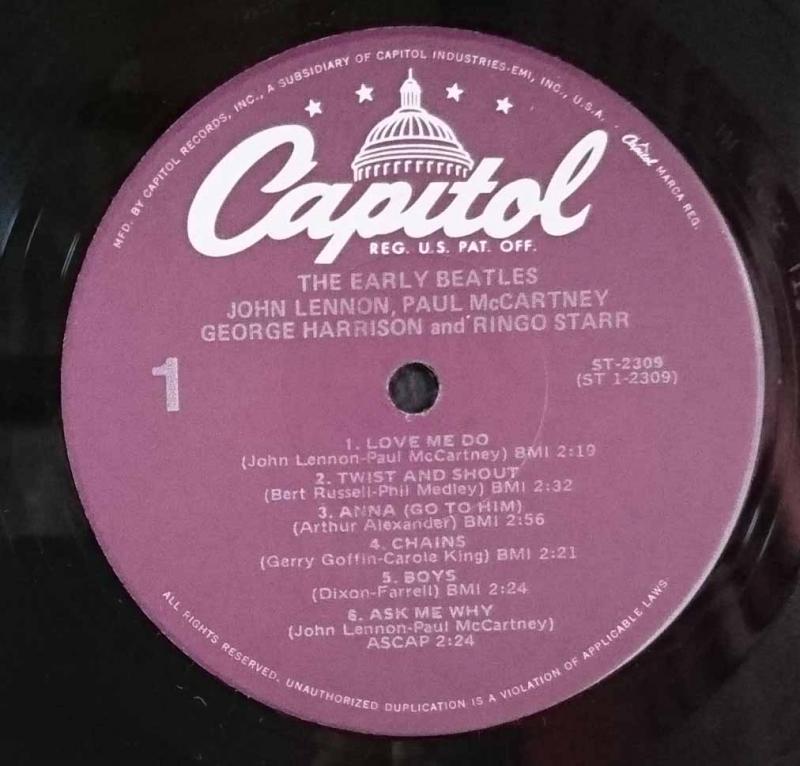 MFD. BY CAPITOL RECORDS, INC., A SUBSIDIARY OF CAPITOL INDUSTRIES-EMI, INC., U.S.A. · Capitol MARCA REG.
Capitol
REG. U.S. PAT. OFF.
THE EARLY BEATLES
JOHN LENNON, PAUL McCARTNEY
GEORGE HARRISON and RINGO STARR
1
ST-2309
(ST 1-2309)
1. LOVE ME DO
(John Lennon-Paul McCartney) BMI 2:19
2. TWIST AND SHOUT
(Bert Russell-Phil Medley) BMI 2:32
3. ANNA (GO TO HIM)
(Arthur Alexander) BMI 2:56
4. CHAINS
(Gerry Goffin-Carole King) BMI 2:21
5. BOYS
(Dixon-Farrell) BMI 2:24
6. ASK ME WHY
(John Lennon-Paul McCartney)
ASCAP 2:24
ALL RIGHTS RESERVED. UNAUTHORIZED DUPLICATION IS A VIOLATION OF APPLICABLE LAWS.